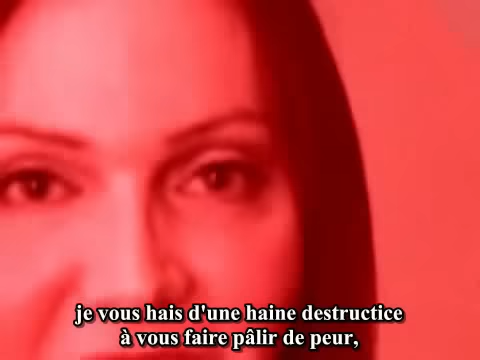 je vous hais d'une haine destructice
à vous faire pâlir de peur,